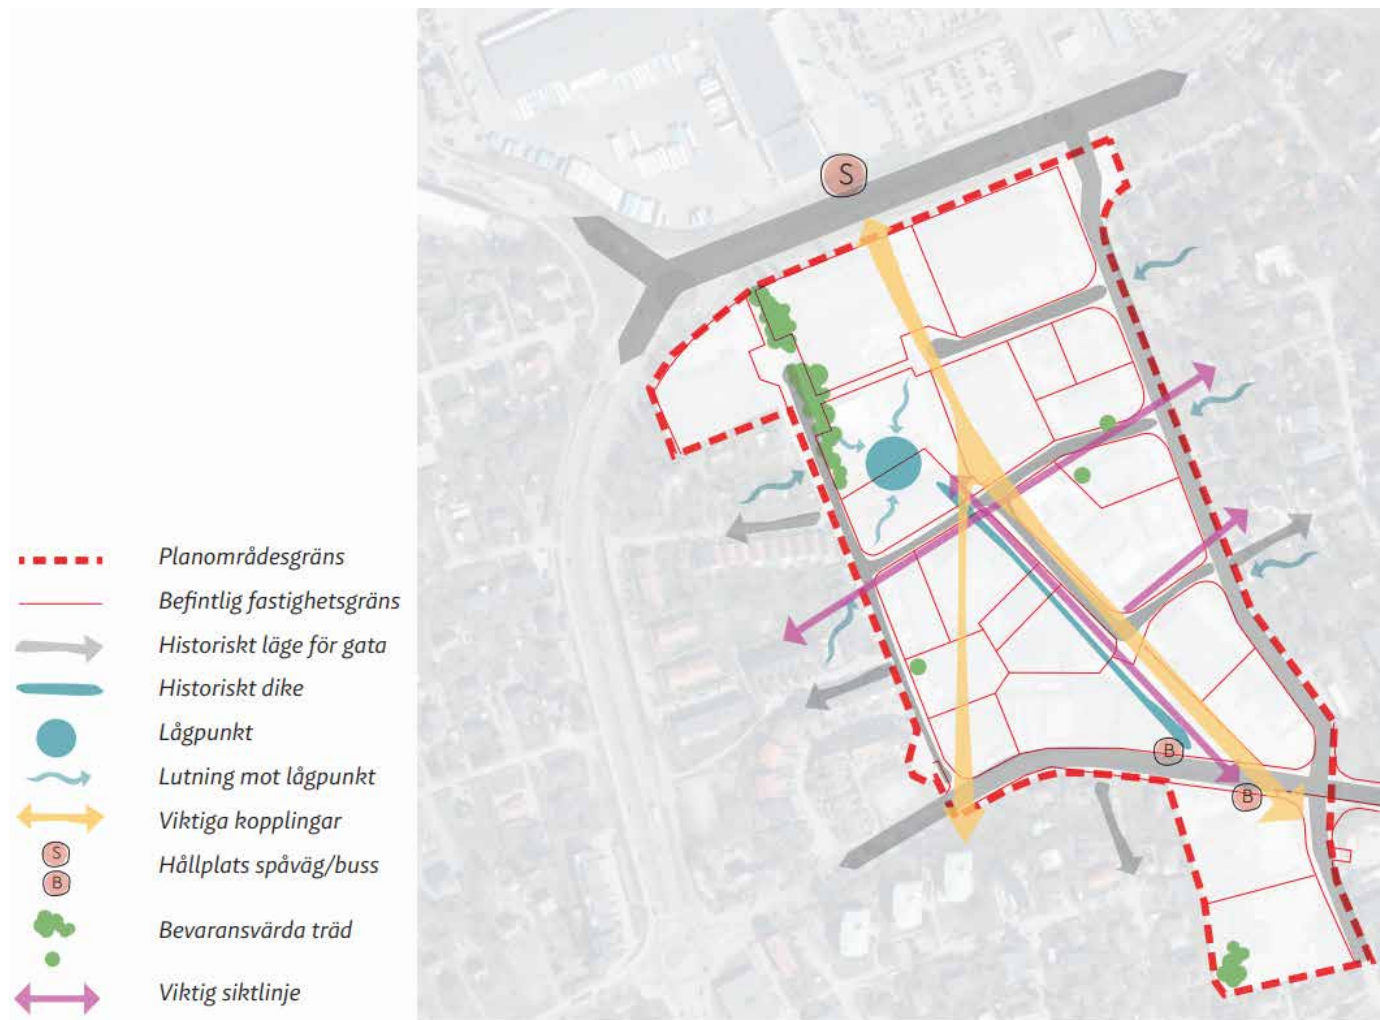 S
B
B
Planområdesgräns
Befintlig fastighetsgräns
Historiskt läge för gata
Historiskt dike
Lågpunkt
Lutning mot lågpunkt
Viktiga kopplingar
S
B
Hållplats spåväg/buss
Bevaransvärda träd
Viktig siktlinje